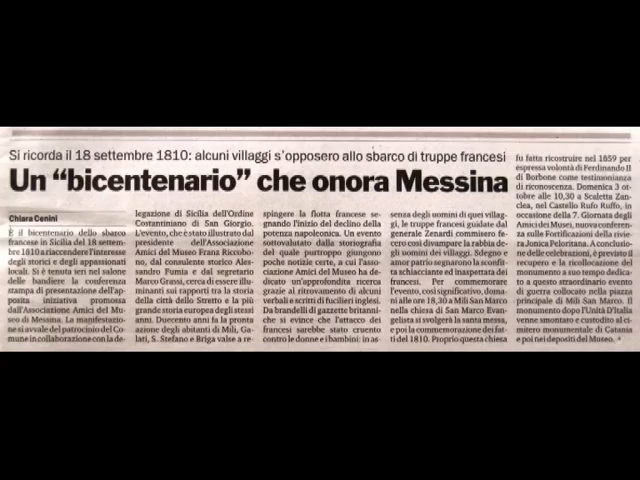 Si ricorda il 18 settembre 1810: alcuni villaggi s'opposero allo sbarco di truppe francesi
Un “bicentenario” che onora Messina
Chiara Cenini
È il bicentenario dello sbarco
francese in Sicilia del 18 settem-
bre 1810 a riaccendere l'interesse
degli storici e degli appassionati
locali. Si è tenuta ieri nel salone
delle bandiere la conferenza
stampa di presentazione dell'ap-
posita iniziativa promossa
dall'Associazione Amici del Mu-
seo di Messina. La manifestazio-
ne si avvale del patrocinio del Co-
mune in collaborazione con la de-
legazione di Sicilia dell'Ordine
Costantiniano di San Giorgio.
L'evento, che è stato illustrato dal
presidente dell'Associazione
Amici del Museo Franz Riccobo-
no, dal consulente storico Ales-
sandro Fumia e dal segretario
Marco Grassi, cerca di essere illu-
minanti sui rapporti tra la storia
della città dello Stretto e la più
grande storia europea degli stessi
anni. Duecento anni fa la pronta
reazione degli abitanti di Mili, Ga-
lati, S. Stefano e Briga valse a re-
spingere la flotta francese se-
gnando l'inizio del declino della
potenza napoleonica. Un evento
sottovalutato dalla storiografia
del quale purtroppo giungono
poche notizie certe, a cui l'asso-
ciazione Amici del Museo ha de-
dicato un'approfondita ricerca
grazie al ritrovamento di alcuni
verbali e scritti di fucilieri inglesi.
Da brandelli di gazzette britanni-
che si evince che l'attacco dei
francesi sarebbe stato cruento
contro le donne e i bambini: in as-
senza degli uomini di quei villag-
gi, le truppe francesi guidate dal
generale Zenardi commisero fe-
rocee così divampare la rabbia de-
gli uomini dei villaggi. Sdegno e
amor patrio segnarono la sconfit-
ta schiacciante ed inaspettata dei
francesi. Per commemorare
l'evento, così significativo, doma-
ni alle ore 18,30 a Mili San Marco
nella chiesa di San Marco Evan-
gelista si svolgerà la santa messa,
e poi la commemorazione dei fat-
ti del 1810. Proprio questa chiesa
fu fatta ricostruire nel 1859 per
espressa volontà di Ferdinando II
di Borbone come testimonianza
di riconoscenza. Domenica 3 ot-
tobre alle 10,30 a Scaletta Zan-
clea, nel Castello Rufo Ruffo, in
occasione della 7. Giornata degli
Amici dei Musei, nuova conferen-
za sulle Fortificazioni della rivie-
ra Jonica Peloritana. A conclusio-
ne delle celebrazioni, è previsto il
recupero e la ricollocazione del
monumento a suo tempo dedica-
to a questo straordinario evento
di guerra collocato nella piazza
principale di Mili San Marco. Il
monumento dopo l'Unità D'Italia
venne smontato e custodito al ci-
mitero monumentale di Catania
e poi nei depositi del Museo.